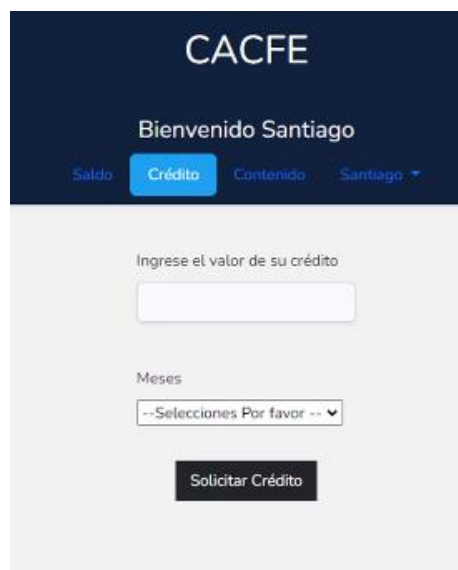 CACFE
Bienvenido Santiago
Saldo Crédito Contenido Santiago
Ingrese el valor de su crédito
Meses
--Selecciones Por favor --
Solicitar Crédito